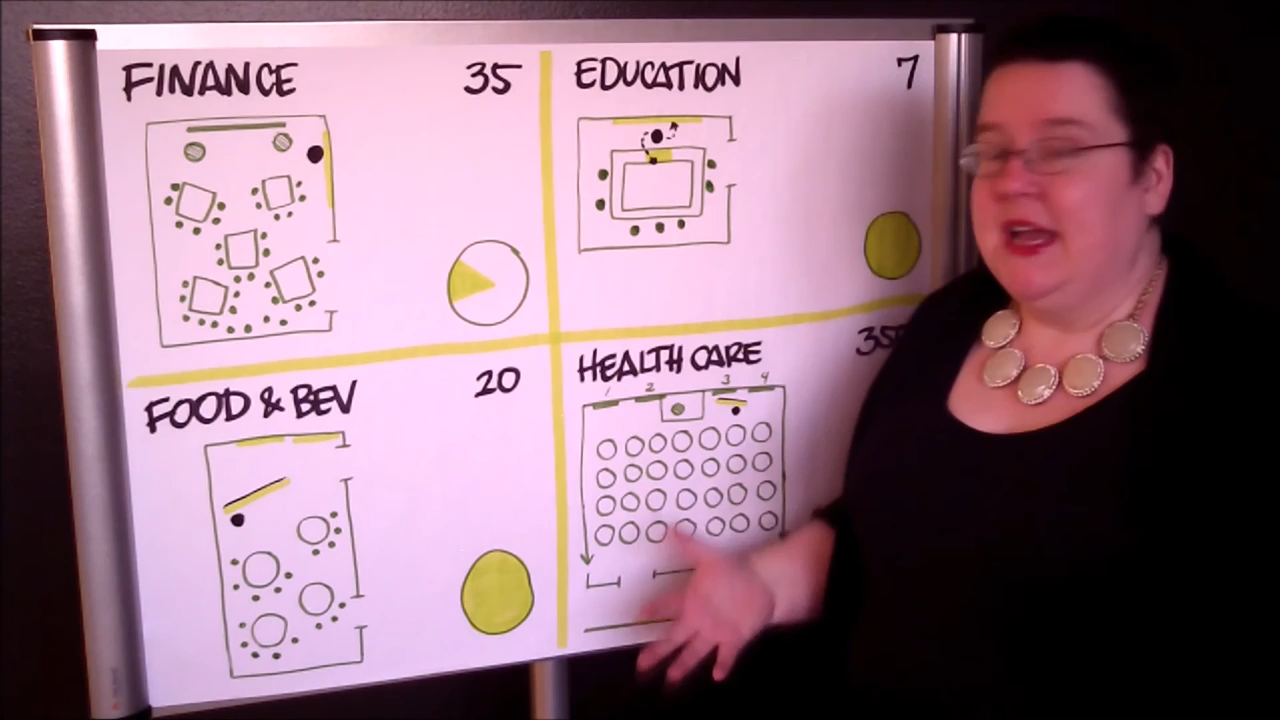 FINANCE 35
EDUCATION 7
FOOD & BEV 20
HEALTH CARE
1 2 3 4